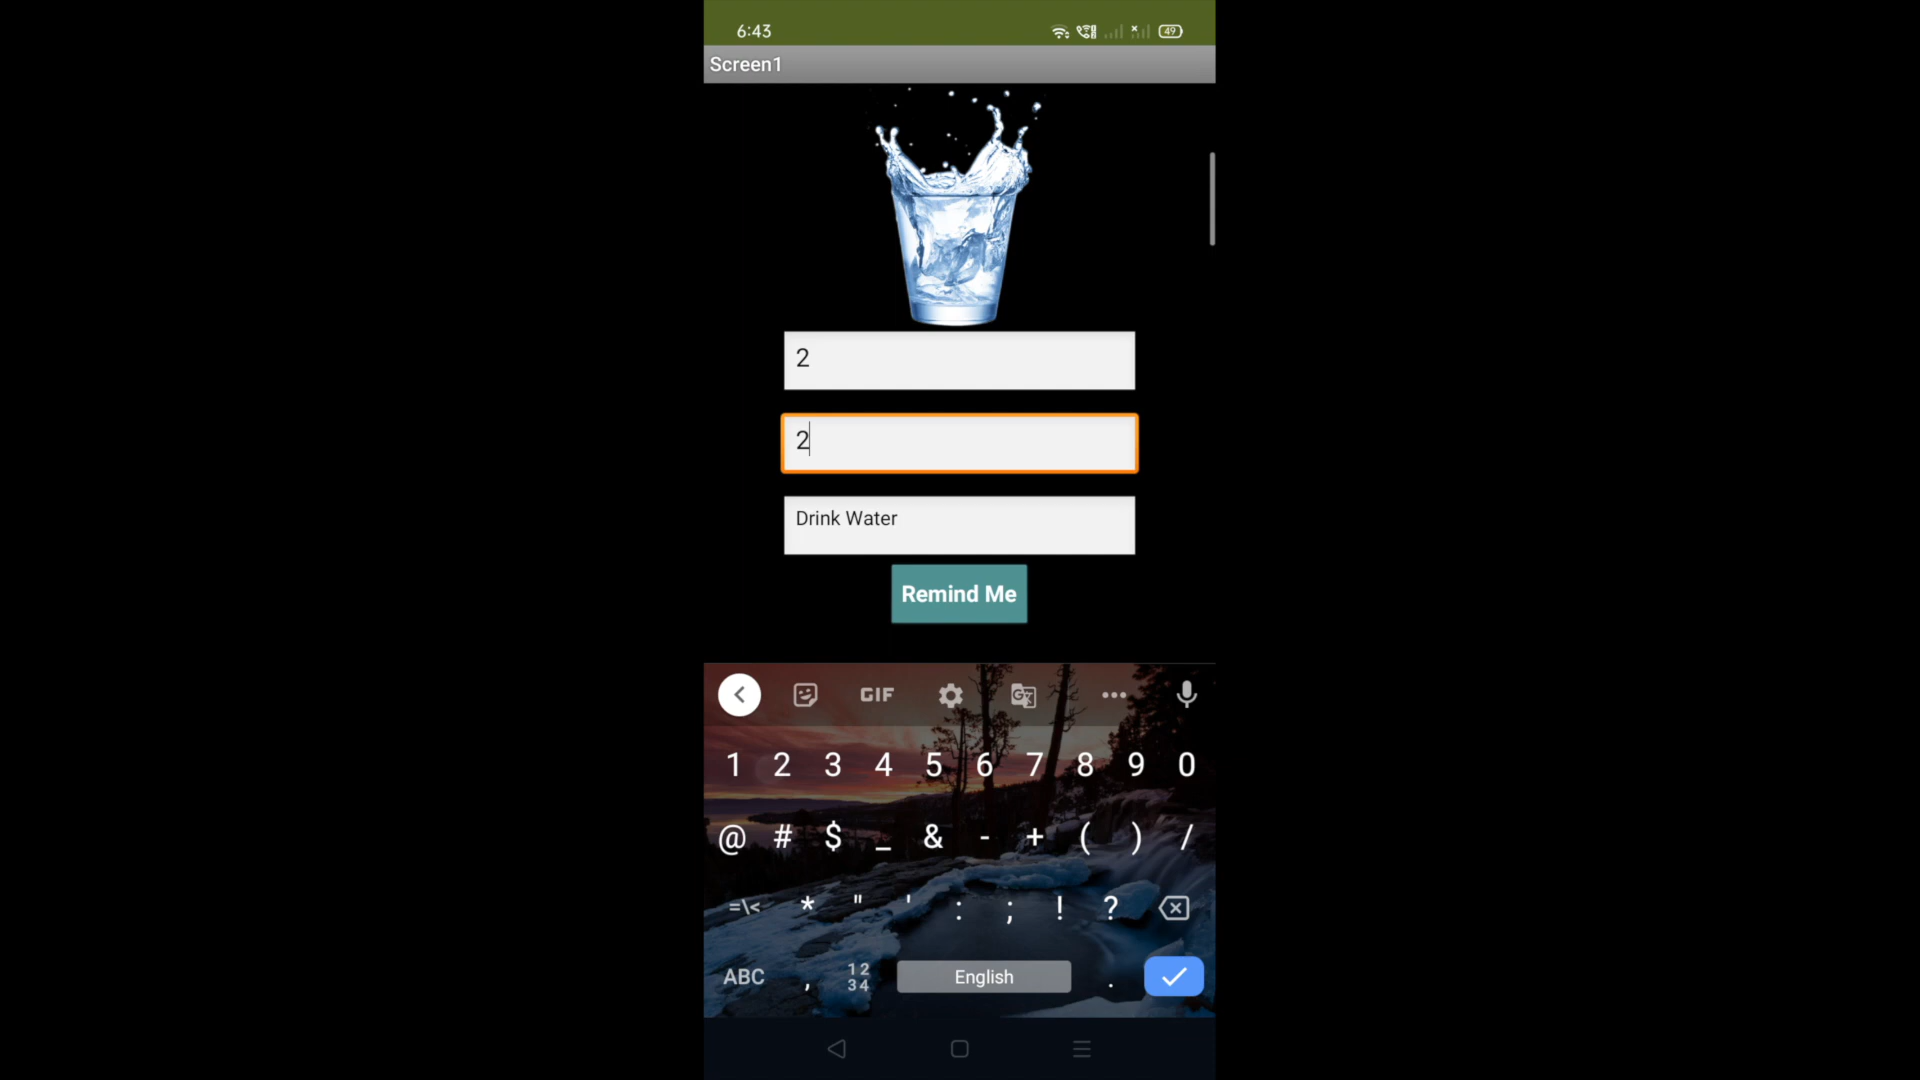 6:43
49
Screen1
2
2
Drink Water
Remind Me
GIF
1 2 3 4 5 6 7 8 9 0
@ # $ _ & - + ( ) /
=\< * " ' : ; ! ?
ABC , 12 34 English .